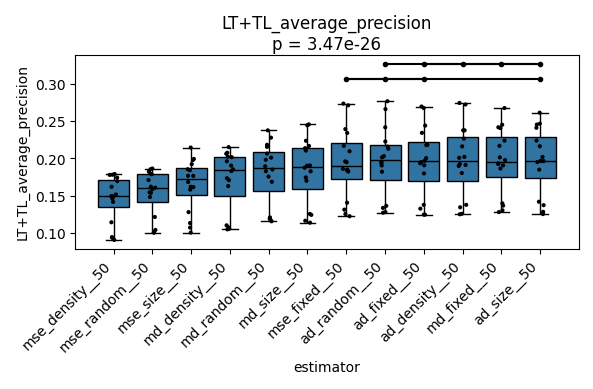 LT+TL_average_precision
p = 3.47e-26
LT+TL_average_precision
0.30
0.25
0.20
0.15
0.10
mse_density__50
mse_random__50
mse_size__50
md_density__50
md_random__50
md_size__50
mse_fixed__50
ad_random__50
ad_fixed__50
ad_density__50
md_fixed__50
ad_size__50
estimator